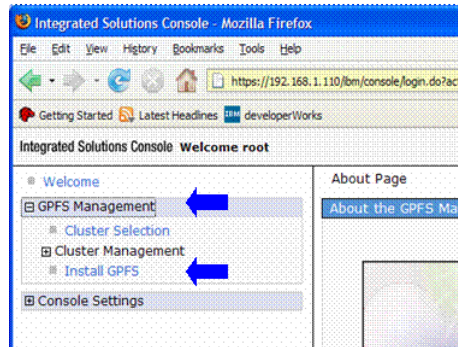 Integrated Solutions Console - Mozilla Firefox
File Edit View History Bookmarks Tools Help
https://192.168.1.110/ibm/console/login.do?ac
Getting Started Latest Headlines IBM developerWorks
Integrated Solutions Console Welcome root
Welcome
GPFS Management
Cluster Selection
Cluster Management
Install GPFS
Console Settings
About Page
About the GPFS Ma